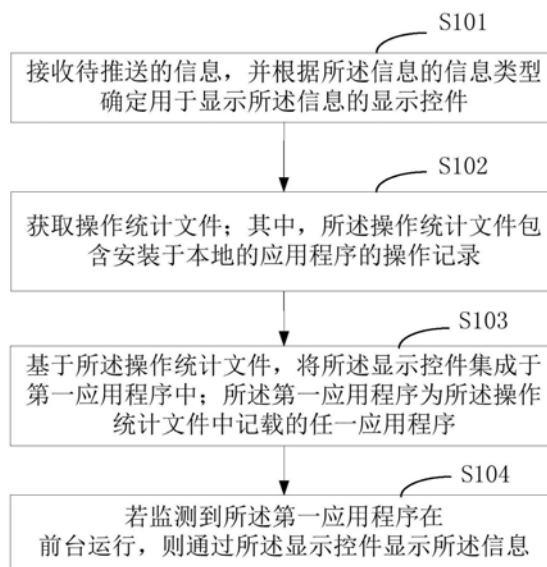 S101
接收待推送的信息，并根据所述信息的信息类型
确定用于显示所述信息的显示控件
S102
获取操作统计文件；其中，所述操作统计文件包
含安装于本地的应用程序的操作记录
S103
基于所述操作统计文件，将所述显示控件集成于
第一应用程序中；所述第一应用程序为所述操作
统计文件中记载的任一应用程序
S104
若监测到所述第一应用程序在
前台运行，则通过所述显示控件显示所述信息